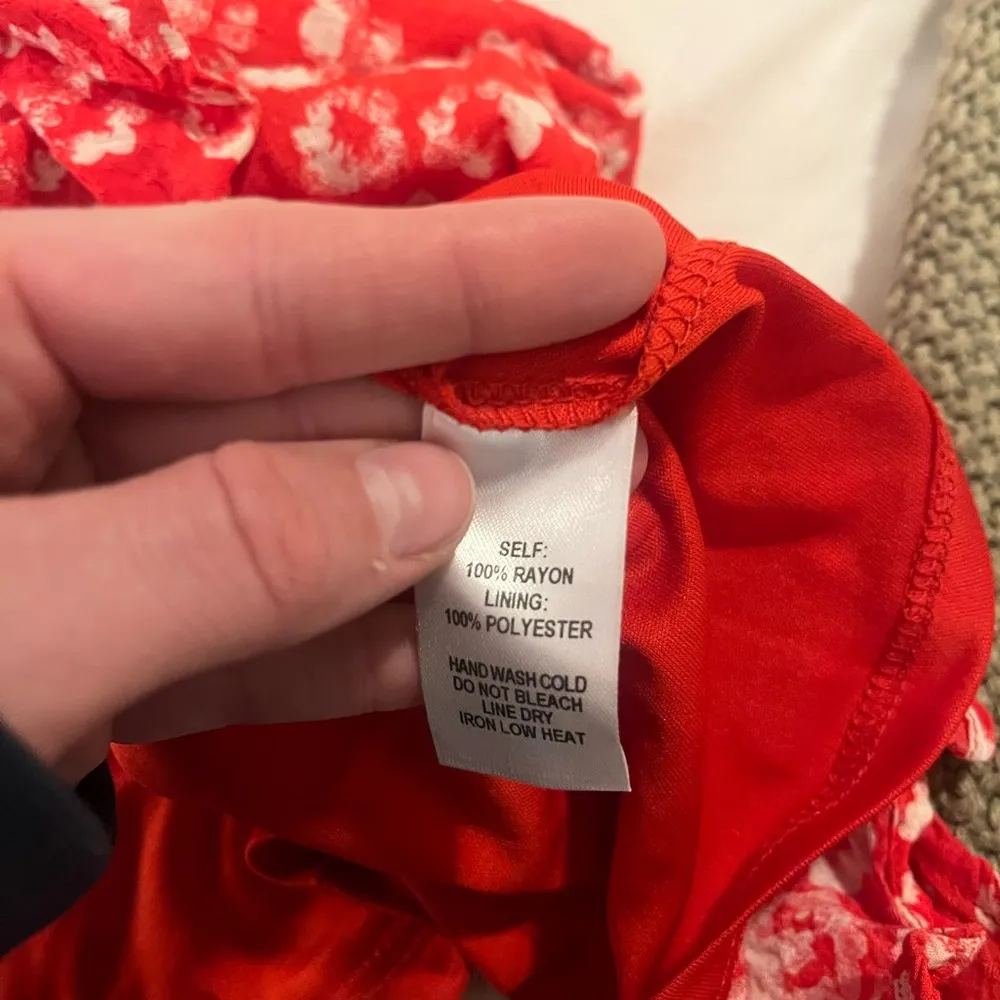 SELF:
100% RAYON
LINING:
100% POLYESTER
HAND WASH COLD
DO NOT BLEACH
LINE DRY
IRON LOW HEAT